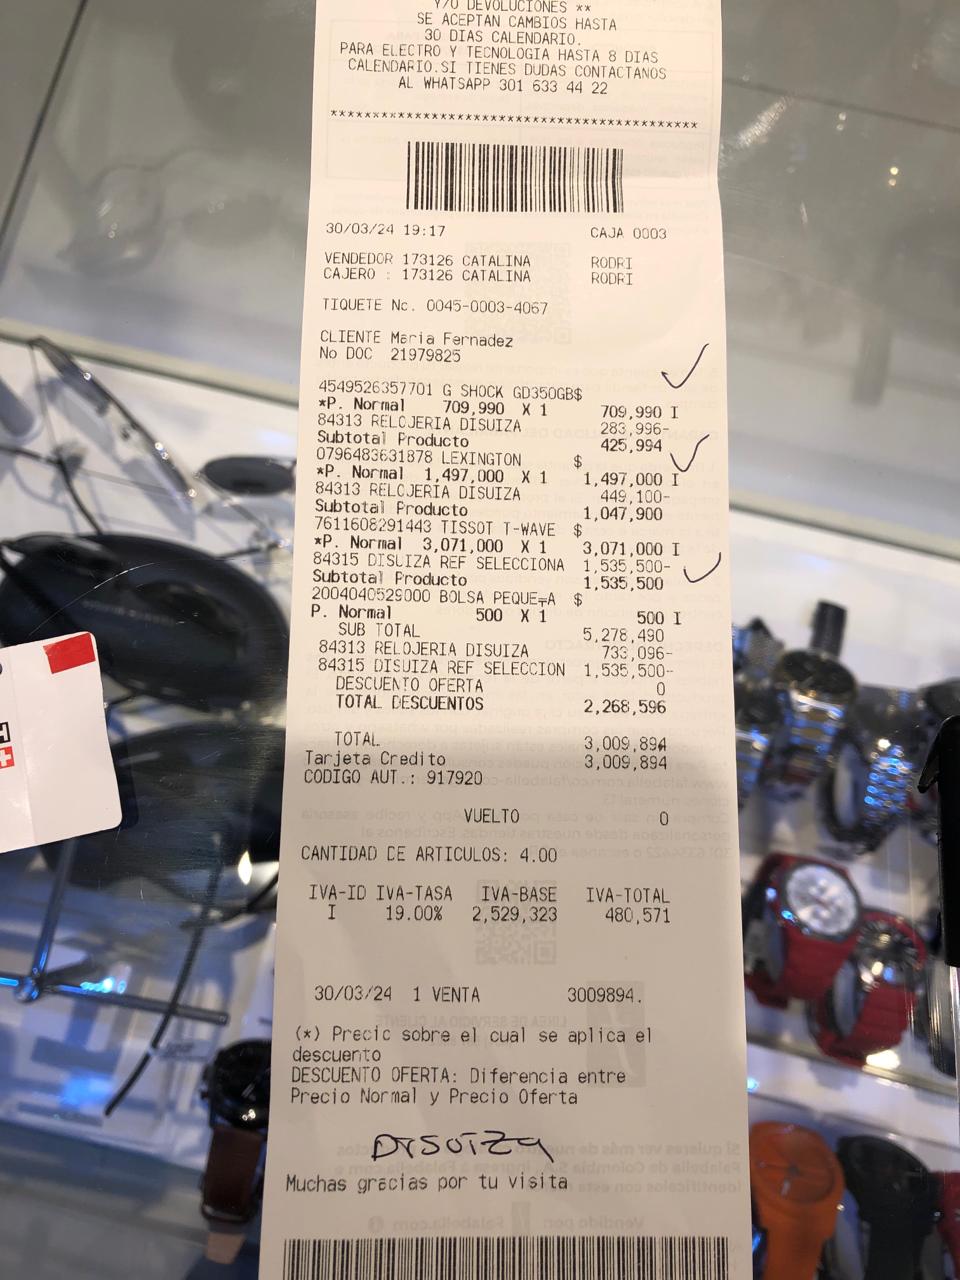 Y/O DEVOLUCIONES **
SE ACEPTAN CAMBIOS HASTA
30 DIAS CALENDARIO.
PARA ELECTRO Y TECNOLOGIA HASTA 8 DIAS
CALENDARIO.SI TIENES DUDAS CONTACTANOS
AL WHATSAPP 301 633 44 22
****************************************
30/03/24 19:17 CAJA 0003
VENDEDOR 173126 CATALINA RODRI
CAJERO : 173126 CATALINA RODRI
TIQUETE Nc. 0045-0003-4067
CLIENTE Maria Fernadez
No DOC 21979825
4549526357701 G SHOCK GD350GB$
*P. Normal 709,990 X 1 709,990 I
84313 RELOJERIA DISUIZA 283,996-
Subtotal Producto 425,994
0796483631878 LEXINGTON $
*P. Normal 1,497,000 X 1 1,497,000 I
84313 RELOJERIA DISUIZA 449,100-
Subtotal Producto 1,047,900
7611608291443 TISSOT T-WAVE $
*P. Normal 3,071,000 X 1 3,071,000 I
84315 DISUIZA REF SELECCIONA 1,535,500-
Subtotal Producto 1,535,500
2004040529000 BOLSA PEQUE¬A $
P. Normal 500 X 1 500 I
SUB TOTAL 5,278,490
84313 RELOJERIA DISUIZA 733,096-
84315 DISUIZA REF SELECCION 1,535,500-
DESCUENTO OFERTA 0
TOTAL DESCUENTOS 2,268,596
TOTAL 3,009,894
Tarjeta Credito 3,009,894
CODIGO AUT.: 917920
VUELTO 0
CANTIDAD DE ARTICULOS: 4.00
IVA-ID IVA-TASA IVA-BASE IVA-TOTAL
I 19.00% 2,529,323 480,571
30/03/24 1 VENTA 3009894.
(*) Precio sobre el cual se aplica el
descuento
DESCUENTO OFERTA: Diferencia entre
Precio Normal y Precio Oferta
DISUIZA
Muchas gracias por tu visita